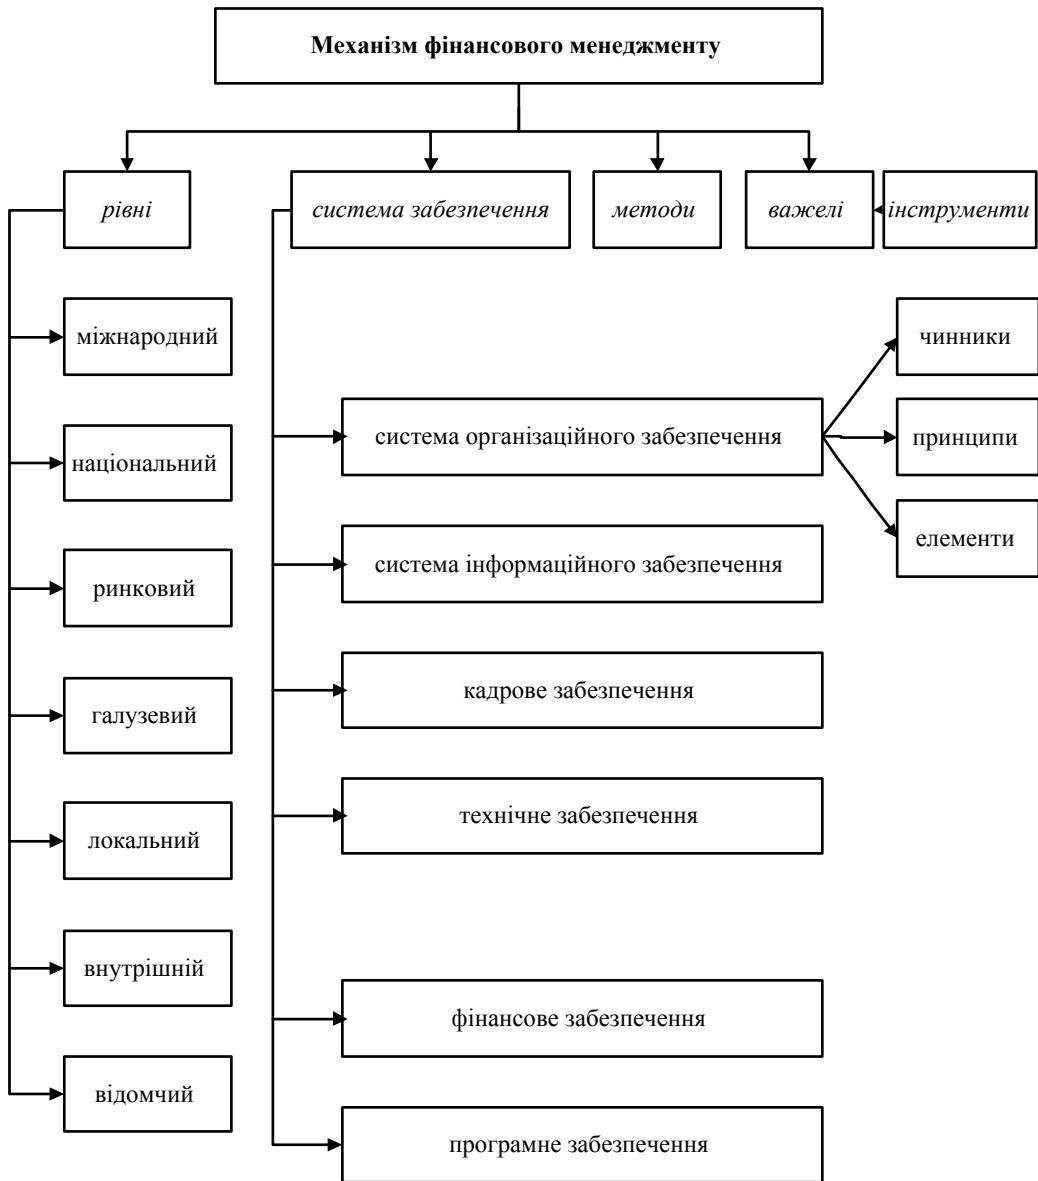 Механізм фінансового менеджменту
рівні
система забезпечення
методи
важелі
інструменти
міжнародний
національний
ринковий
галузевий
локальний
внутрішній
відомчий
система організаційного забезпечення
чинники
принципи
елементи
система інформаційного забезпечення
кадрове забезпечення
технічне забезпечення
фінансове забезпечення
програмне забезпечення